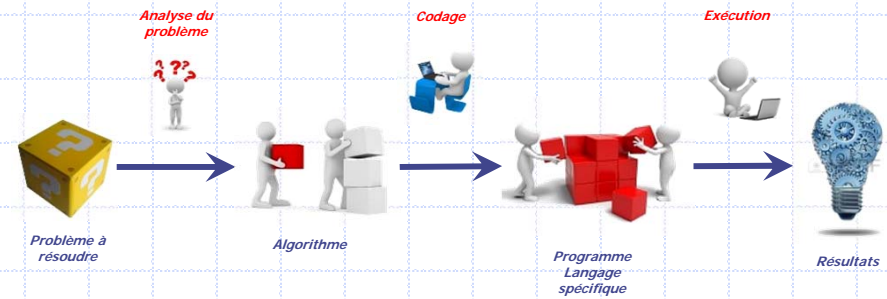 Analyse du
problème
Codage
Exécution
Problème à
résoudre
Algorithme
Programme
Langage
spécifique
Résultats